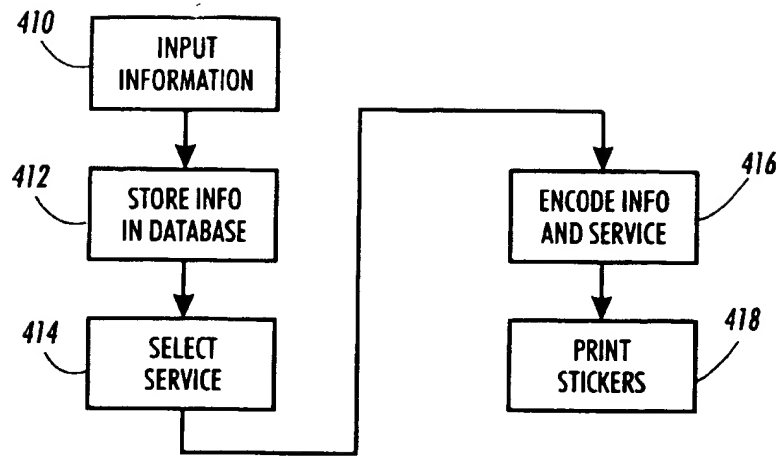 410
INPUT
INFORMATION
412
STORE INFO
IN DATABASE
414
SELECT
SERVICE
416
ENCODE INFO
AND SERVICE
418
PRINT
STICKERS